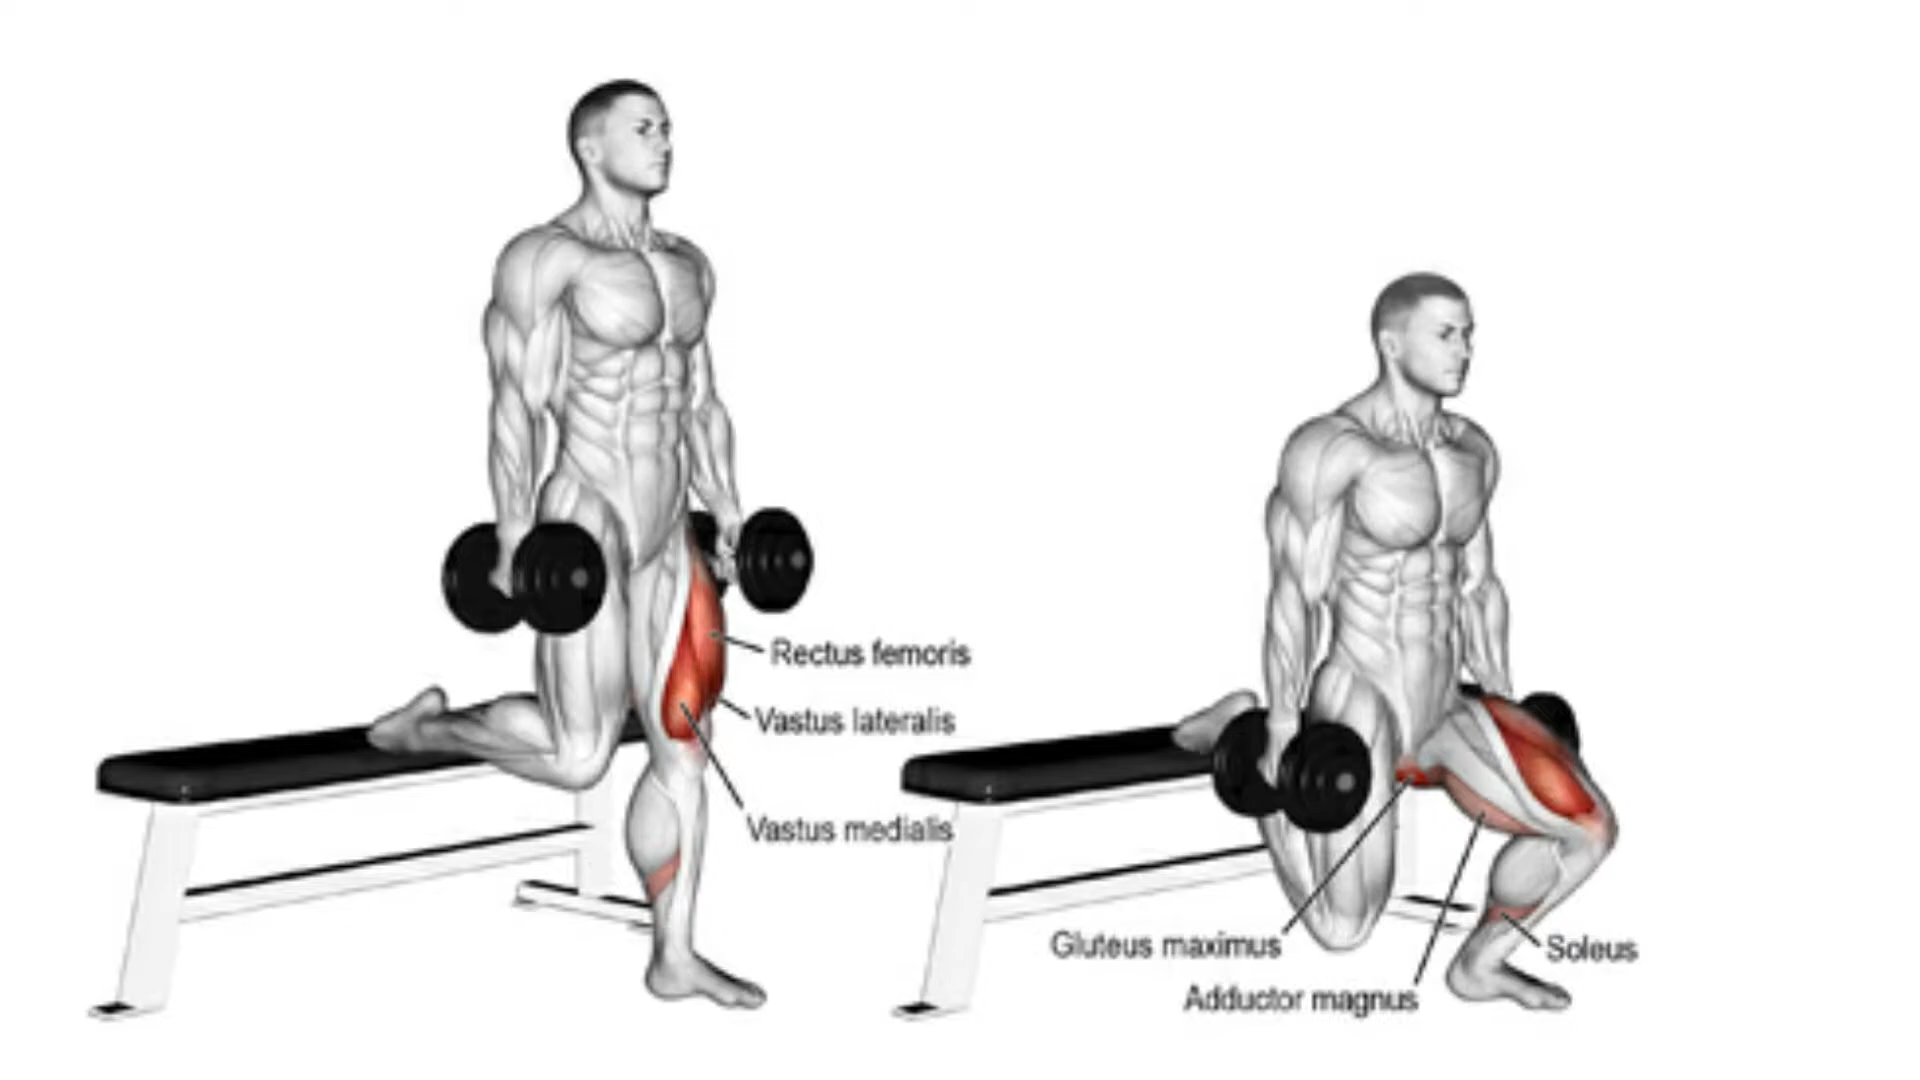 Rectus femoris
Vastus lateralis
Vastus medialis
Gluteus maximus
Soleus
Adductor magnus